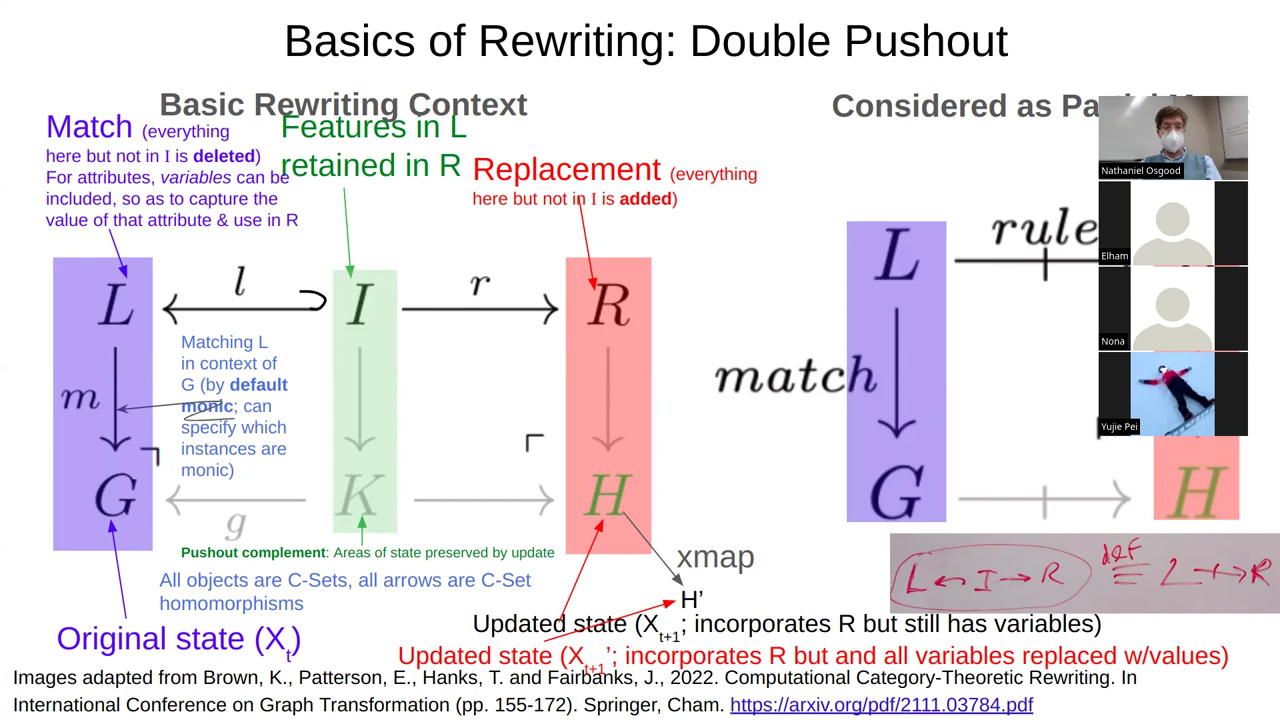 Basics of Rewriting: Double Pushout
Basic Rewriting Context
Considered as Pa
Match (everything
here but not in I is deleted)
For attributes, variables can be
included, so as to capture the
value of that attribute & use in R
Features in L
retained in R
Replacement (everything
here but not in I is added)
Nathaniel Osgood
Elham
Nona
Yujie Pei
L
l
I
r
R
L
rule
Matching L
in context of
G (by default
monic; can
specify which
instances are
monic)
m
match
G
g
K
H
G
H
Pushout complement: Areas of state preserved by update
All objects are C-Sets, all arrows are C-Set
homomorphisms
xmap
H’
L ↩ I → R def ≡ L ⇸ R
Original state (Xt)
Updated state (Xt+1; incorporates R but still has variables)
Updated state (Xt+1’; incorporates R but and all variables replaced w/values)
Images adapted from Brown, K., Patterson, E., Hanks, T. and Fairbanks, J., 2022. Computational Category-Theoretic Rewriting. In
International Conference on Graph Transformation (pp. 155-172). Springer, Cham. https://arxiv.org/pdf/2111.03784.pdf